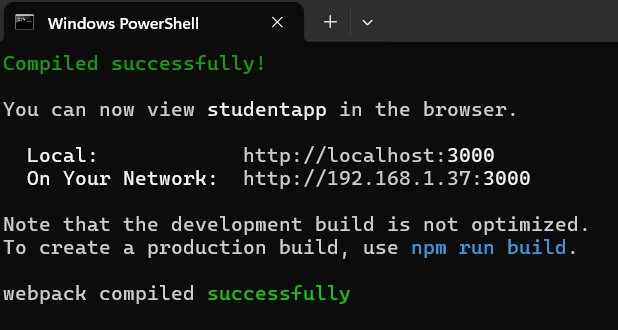 Windows PowerShell
Compiled successfully!
You can now view studentapp in the browser.
Local: http://localhost:3000
On Your Network: http://192.168.1.37:3000
Note that the development build is not optimized.
To create a production build, use npm run build.
webpack compiled successfully